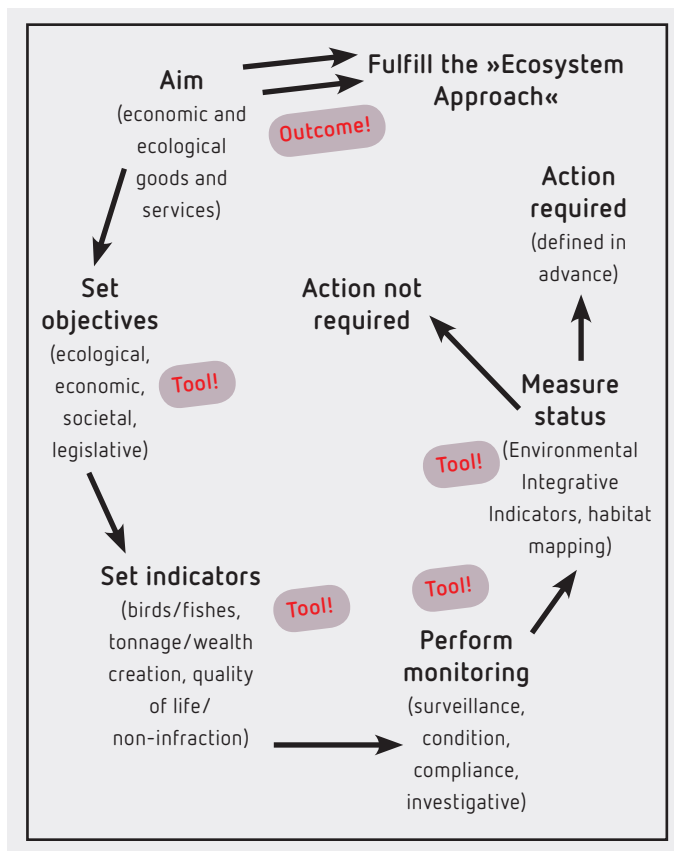 Aim
(economic and
ecological
goods and
services)
Fulfill the »Ecosystem
Approach«
Outcome!
Set
objectives
(ecological,
economic,
societal,
legislative)
Tool!
Set indicators
(birds/fishes,
tonnage/wealth
creation, quality
of life/
non-infraction)
Tool!
Perform
monitoring
(surveillance,
condition,
compliance,
investigative)
Tool!
Measure
status
(Environmental
Integrative
Indicators, habitat
mapping)
Tool!
Action not
required
Action
required
(defined in
advance)